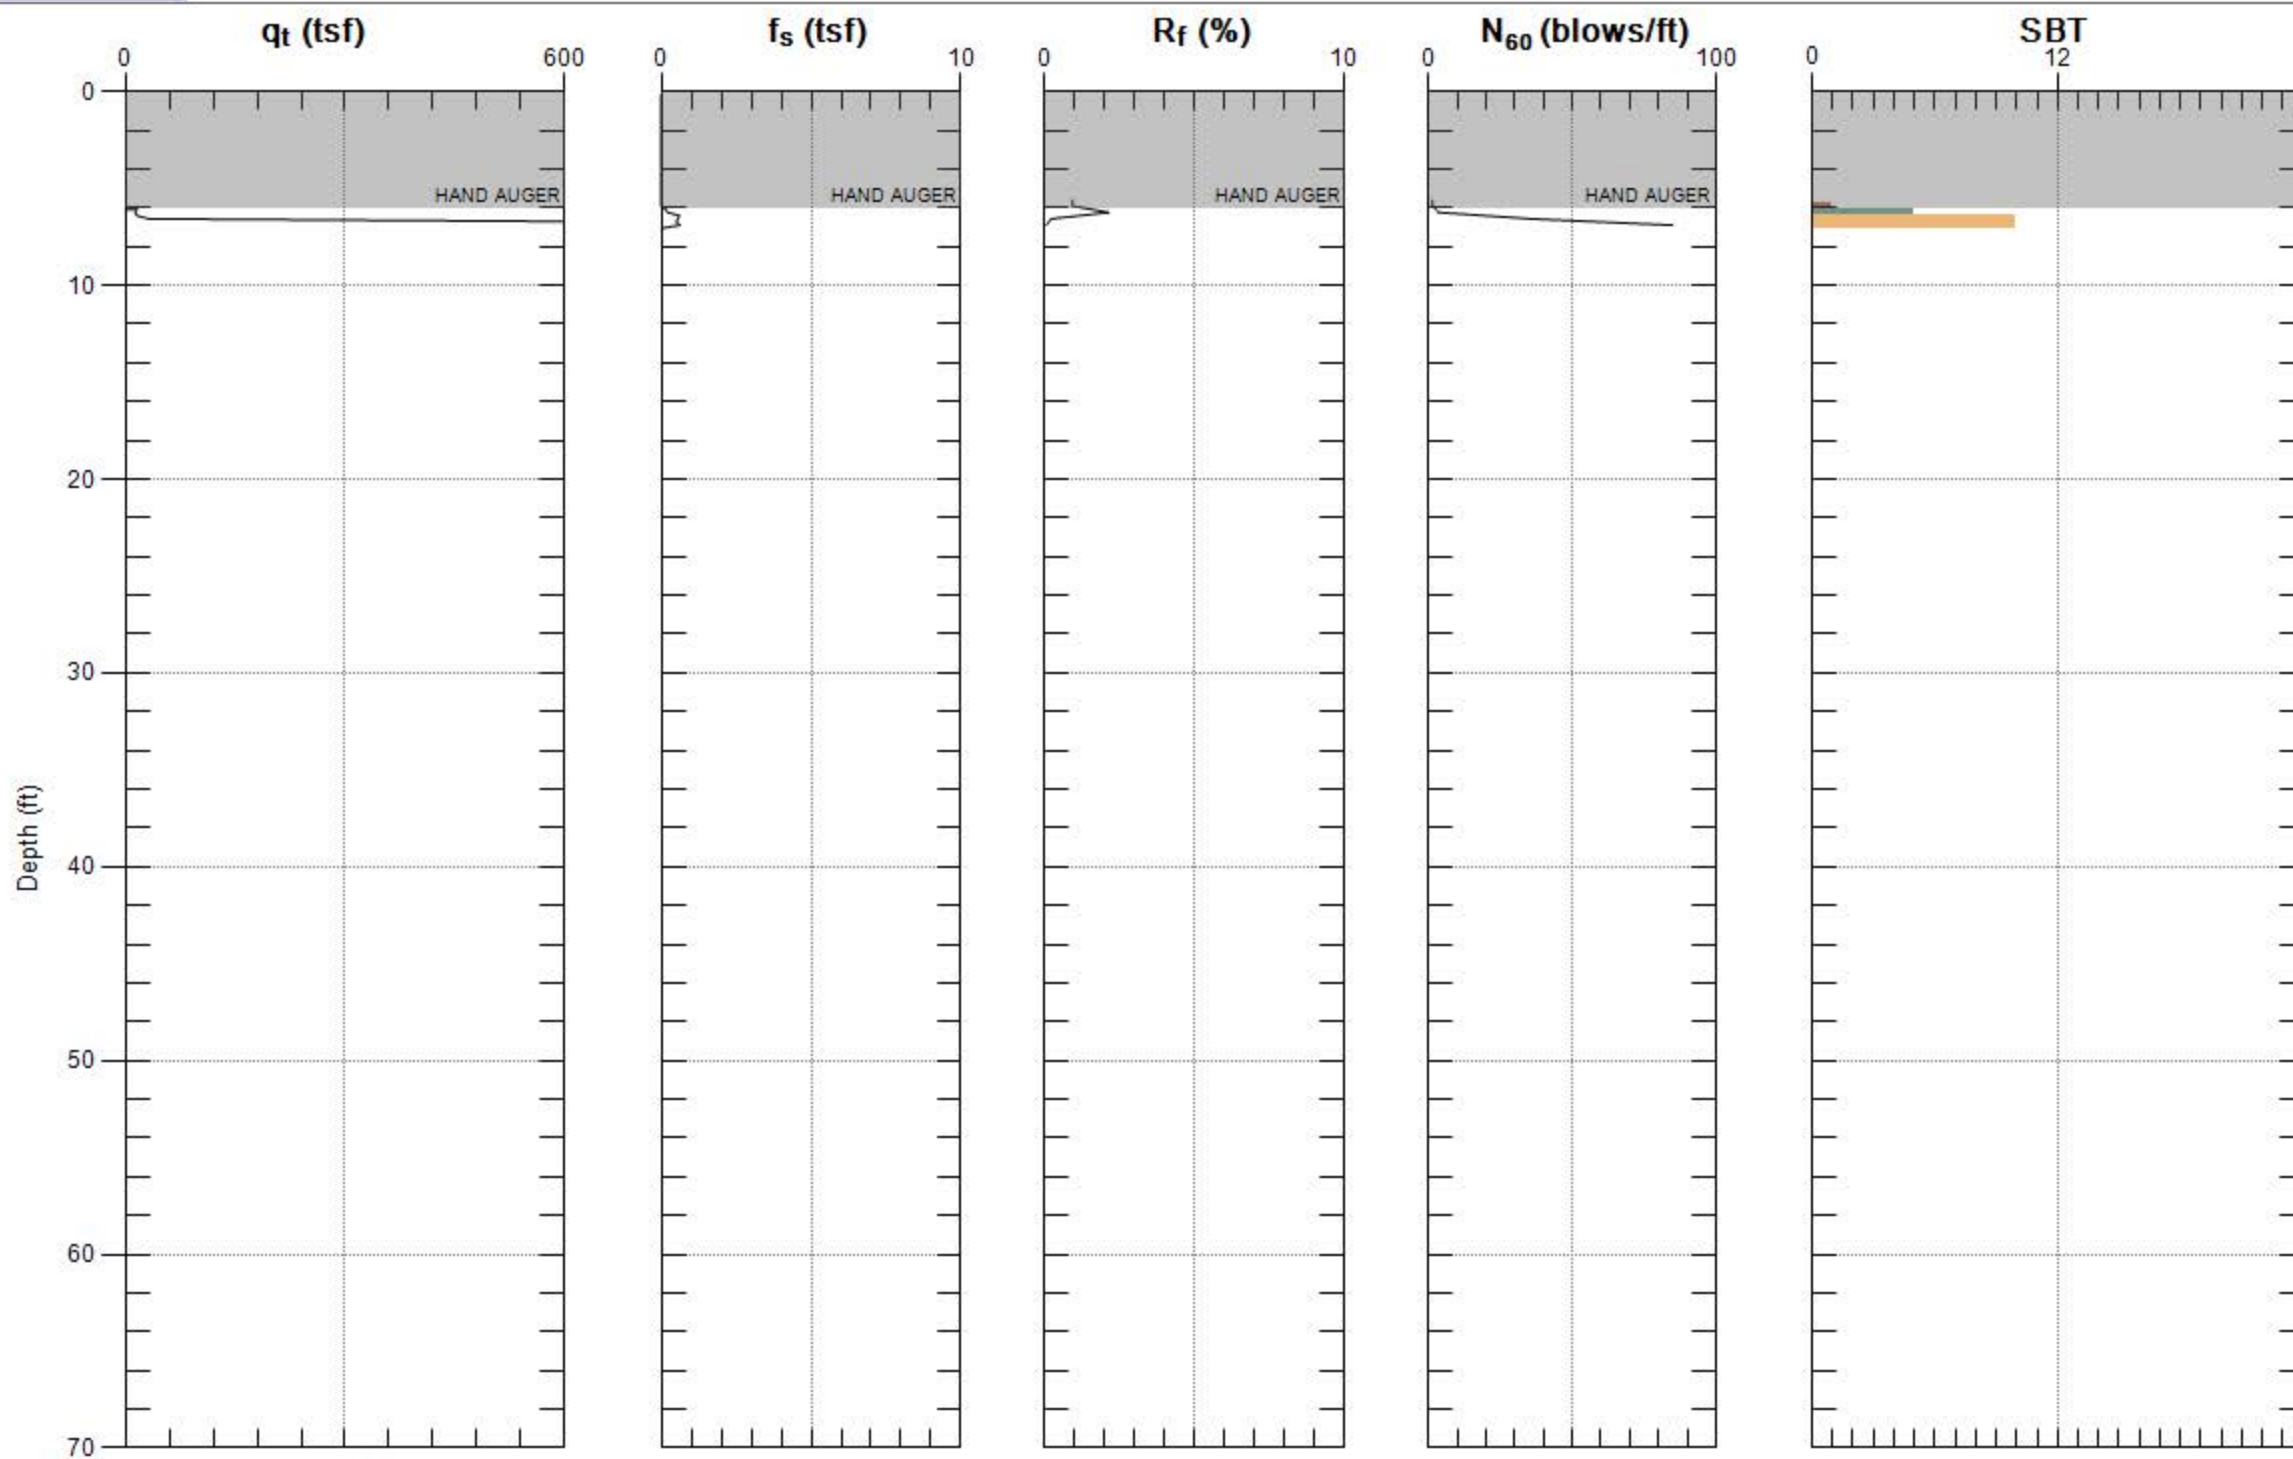 qt (tsf) fs (tsf) Rf (%) N60 (blows/ft) SBT
0 600 0 10 0 10 0 100 0 12
0
HAND AUGER HAND AUGER HAND AUGER HAND AUGER
10
20
30
Depth (ft)
40
50
60
70